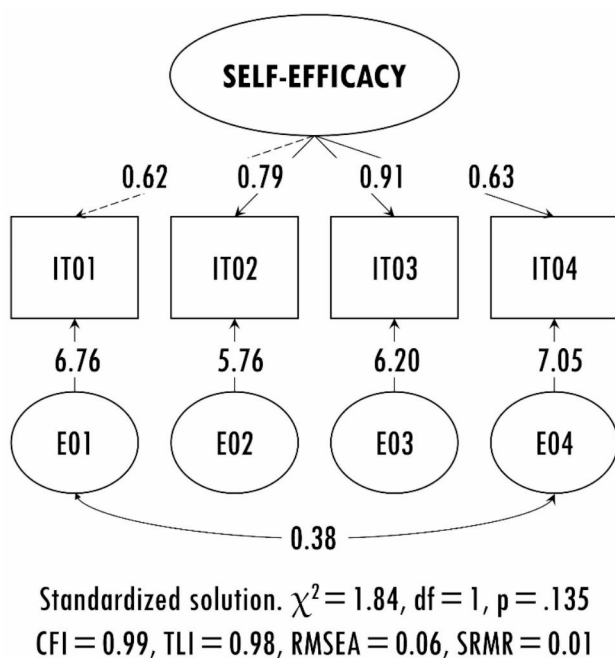 SELF-EFFICACY
0.62 0.79 0.91 0.63
IT01 IT02 IT03 IT04
6.76 5.76 6.20 7.05
E01 E02 E03 E04
0.38
Standardized solution. χ² = 1.84, df = 1, p = .135
CFI = 0.99, TLI = 0.98, RMSEA = 0.06, SRMR = 0.01